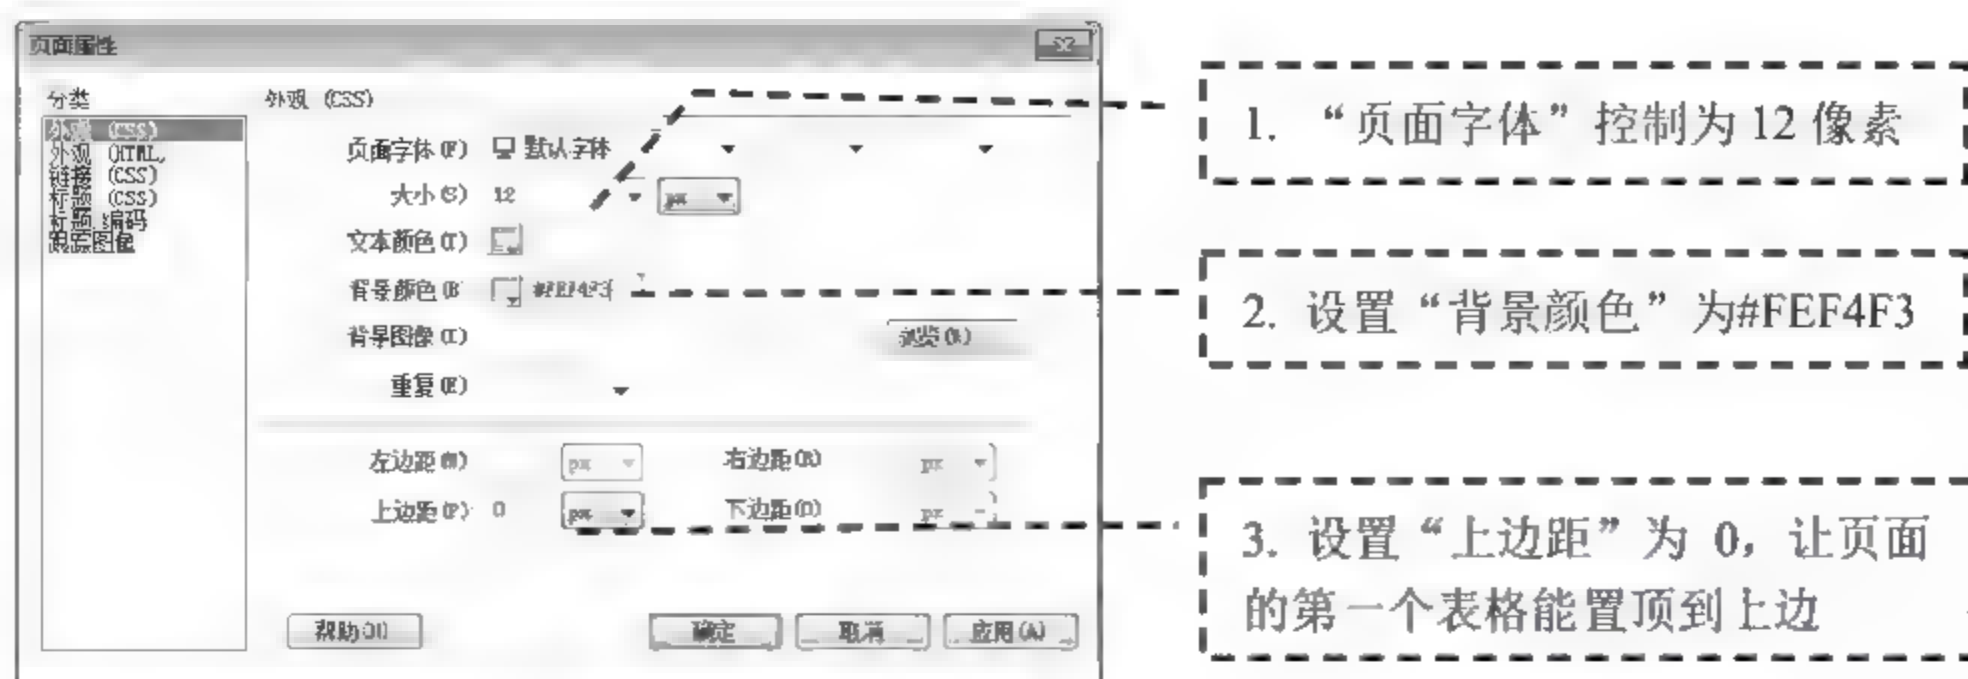 页面属性
分类
外观 (CSS)
外观 (HTML)
链接 (CSS)
标题 (CSS)
标题/编码
跟踪图像
外观 (CSS)
页面字体(F) 默认字体
大小(S) 12 px
文本颜色(T)
背景颜色(B #FEF4F3
背景图像(I) 浏览
重复(E)
左边距(M) px 右边距(R) px
上边距(P) 0 px 下边距(O) px
帮助 确定 取消 应用(A)
1. “页面字体”控制为 12 像素
2. 设置“背景颜色”为#FEF4F3
3. 设置“上边距”为 0，让页面
的第一个表格能置顶到上边